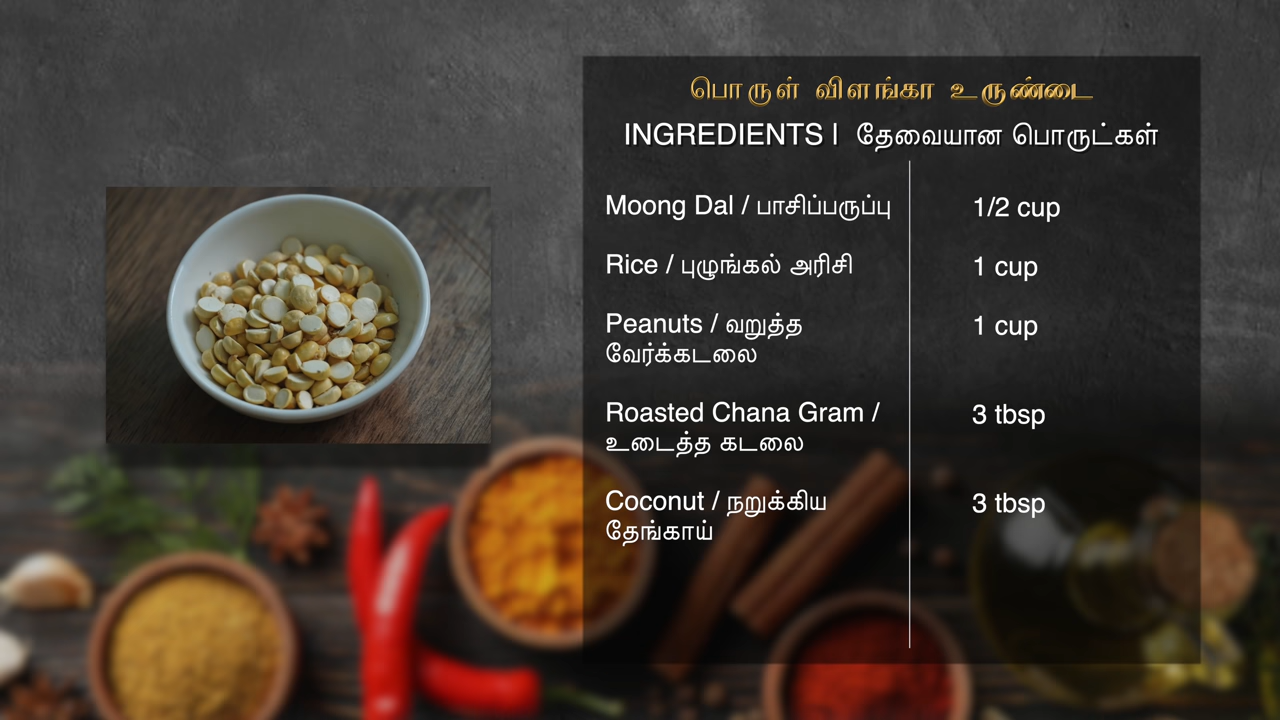 பொருள் விளங்கா உருண்டை
INGREDIENTS | தேவையான பொருட்கள்
Moong Dal / பாசிப்பருப்பு 1/2 cup
Rice / புழுங்கல் அரிசி 1 cup
Peanuts / வறுத்த 1 cup
வேர்க்கடலை
Roasted Chana Gram / 3 tbsp
உடைத்த கடலை
Coconut / நறுக்கிய 3 tbsp
தேங்காய்